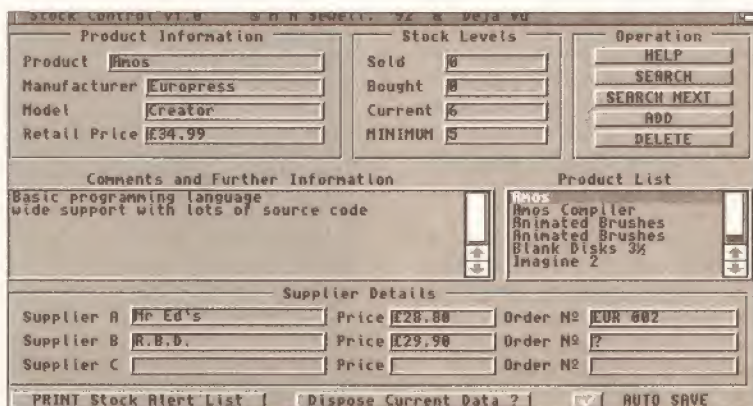 Stock Control V1.0 © M N Sewell. '92 & Deja Vu
Product Information
Product Amos
Manufacturer Europress
Model Creator
Retail Price £34.99
Stock Levels
Sold 0
Bought 0
Current 6
MINIMUM 5
Operation
HELP
SEARCH
SEARCH NEXT
ADD
DELETE
Comments and Further Information
Basic programming language
wide support with lots of source code
Product List
Amos
Amos Compiler
Animated Brushes
Animated Brushes
Blank Disks 3½
Imagine 2
Supplier Details
Supplier A Mr Ed's Price £28.80 Order Nº EUR 002
Supplier B R.B.D. Price £29.90 Order Nº ?
Supplier C Price Order Nº
PRINT Stock Alert List Dispose Current Data ? AUTO SAVE